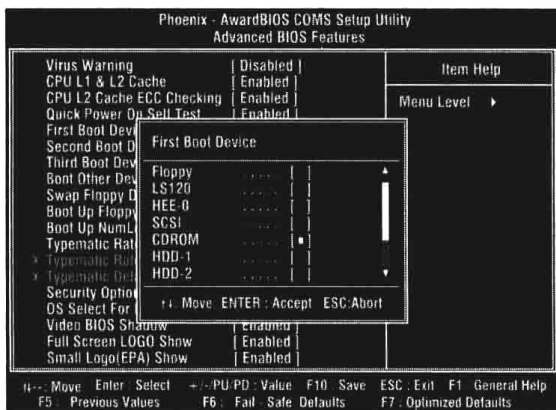 Phoenix - AwardBIOS COMS Setup Utility
Advanced BIOS Features
Virus Warning [ Disabled ]
CPU L1 & L2 Cache [ Enabled ]
CPU L2 Cache ECC Checking [ Enabled ]
Quick Power On Sell Test [ Enabled ]
First Boot Devi
Second Boot D
Third Boot Dev
Boot Other Dev
Swap Floppy D
Boot Up Floppy
Boot Up NumL
Typematic Rat
x Typematic Rat
x Typematic Del
Security Optio
OS Select For
Video BIOS Shadow [ Enabled ]
Full Screen LOGO Show [ Enabled ]
Small Logo(EPA) Show [ Enabled ]
Item Help
Menu Level ▸
First Boot Device
Floppy ..... [ ]
LS120 ..... [ ]
HEE-0 ..... [ ]
SCSI ..... [ ]
CDROM ..... [ ▪ ]
HDD-1 ..... [ ]
HDD-2 ..... [ ]
↑↓: Move ENTER : Accept ESC:Abort
: Move Enter : Select +/-/PU/PD : Value F10 : Save ESC : Exit F1 : General Help
F5 : Previous Values F6 : Fail - Safe Defaults F7 : Optimized Defaults